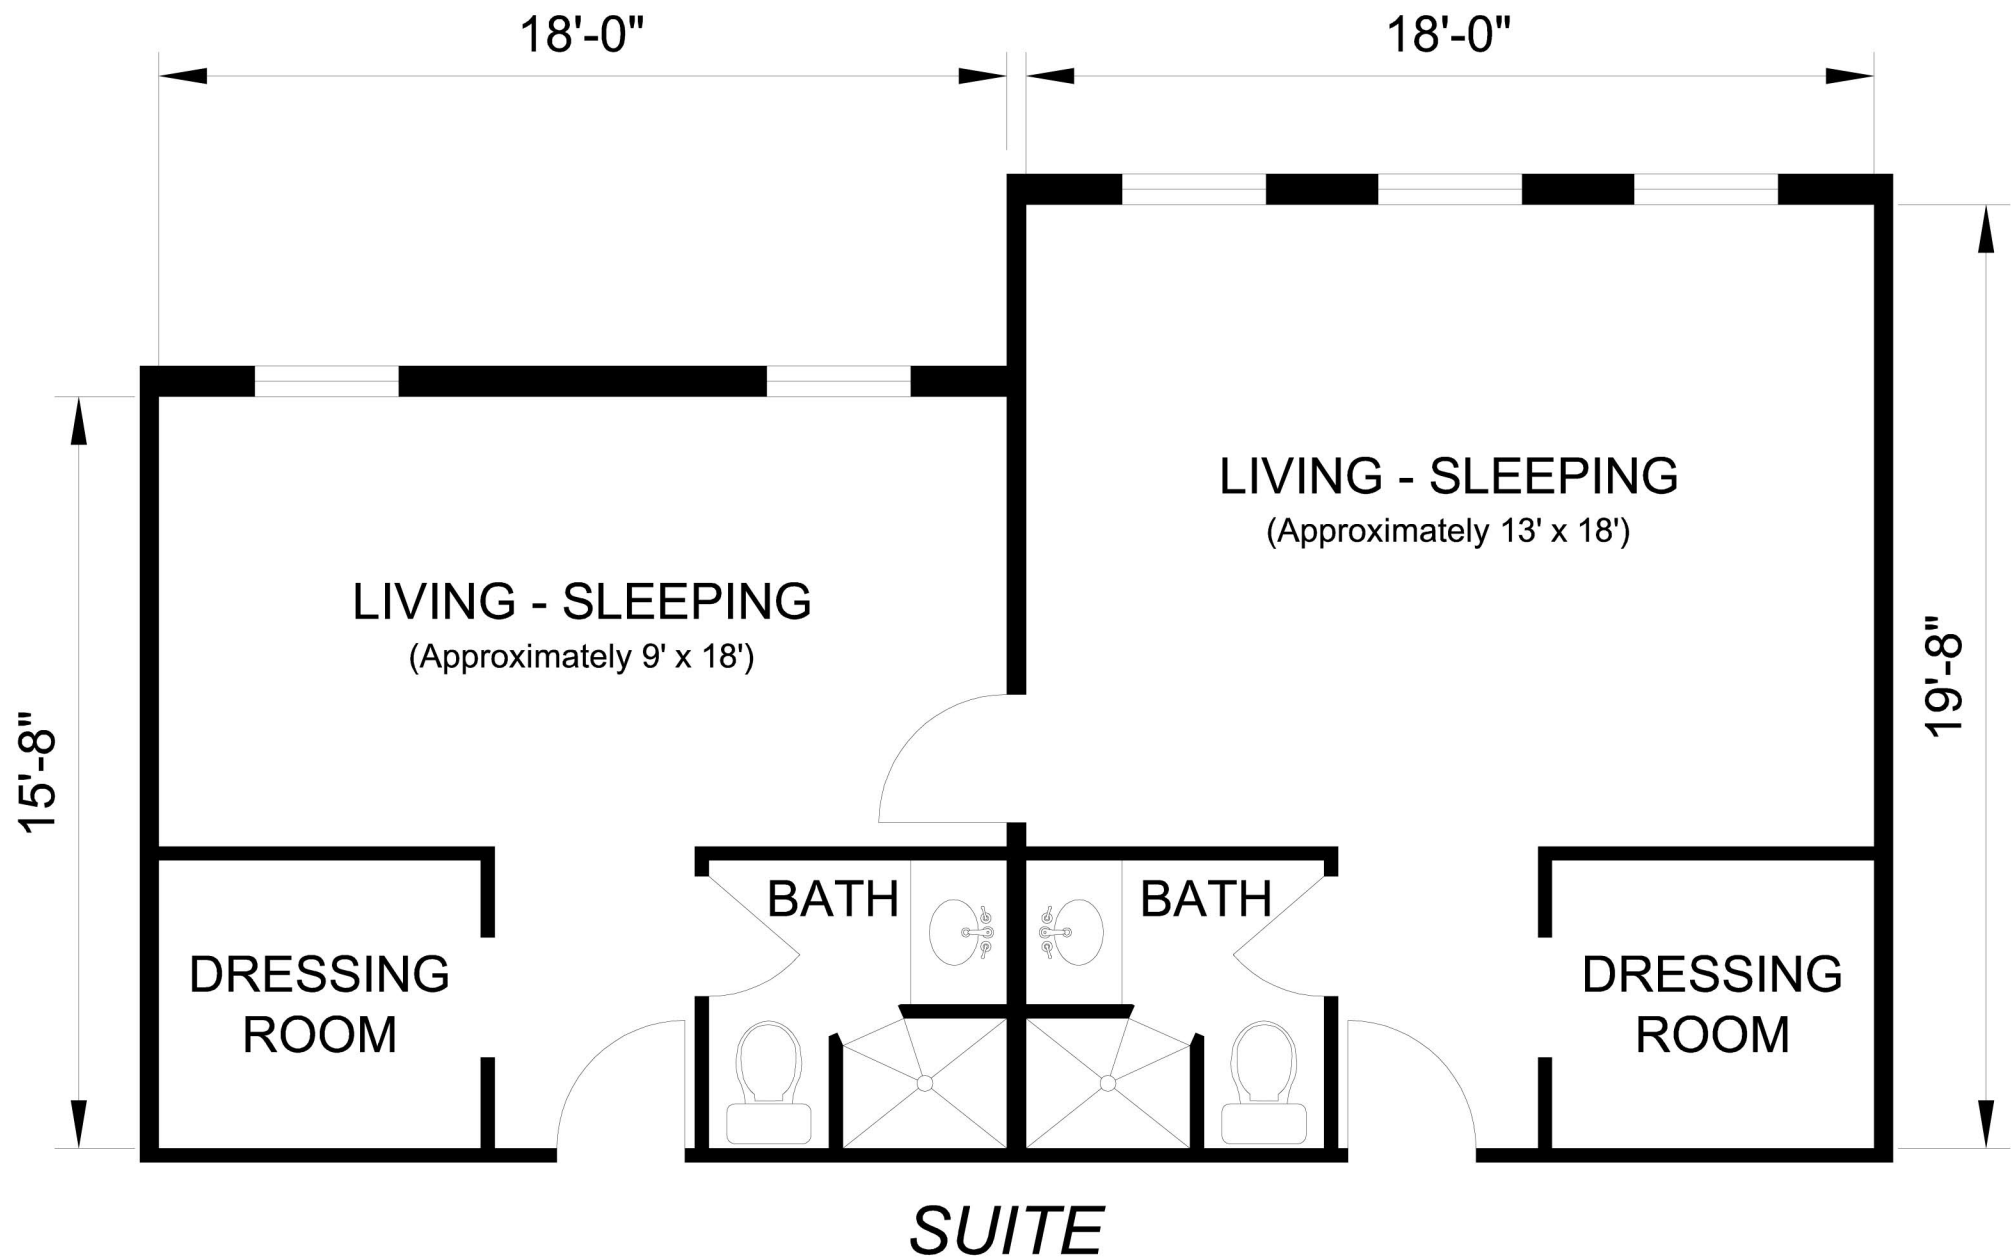 18'-0"
18'-0"
LIVING - SLEEPING
(Approximately 13' x 18')
LIVING - SLEEPING
(Approximately 9' x 18')
19'-8"
15'-8"
BATH
BATH
DRESSING
ROOM
DRESSING
ROOM
SUITE